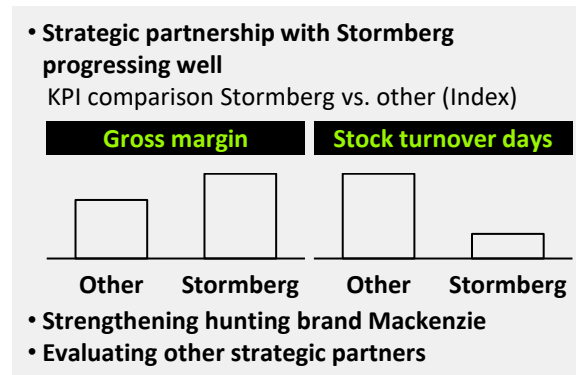 • Strategic partnership with Stormberg
progressing well
KPI comparison Stormberg vs. other (Index)
Gross margin Stock turnover days
Other Stormberg Other Stormberg
• Strengthening hunting brand Mackenzie
• Evaluating other strategic partners